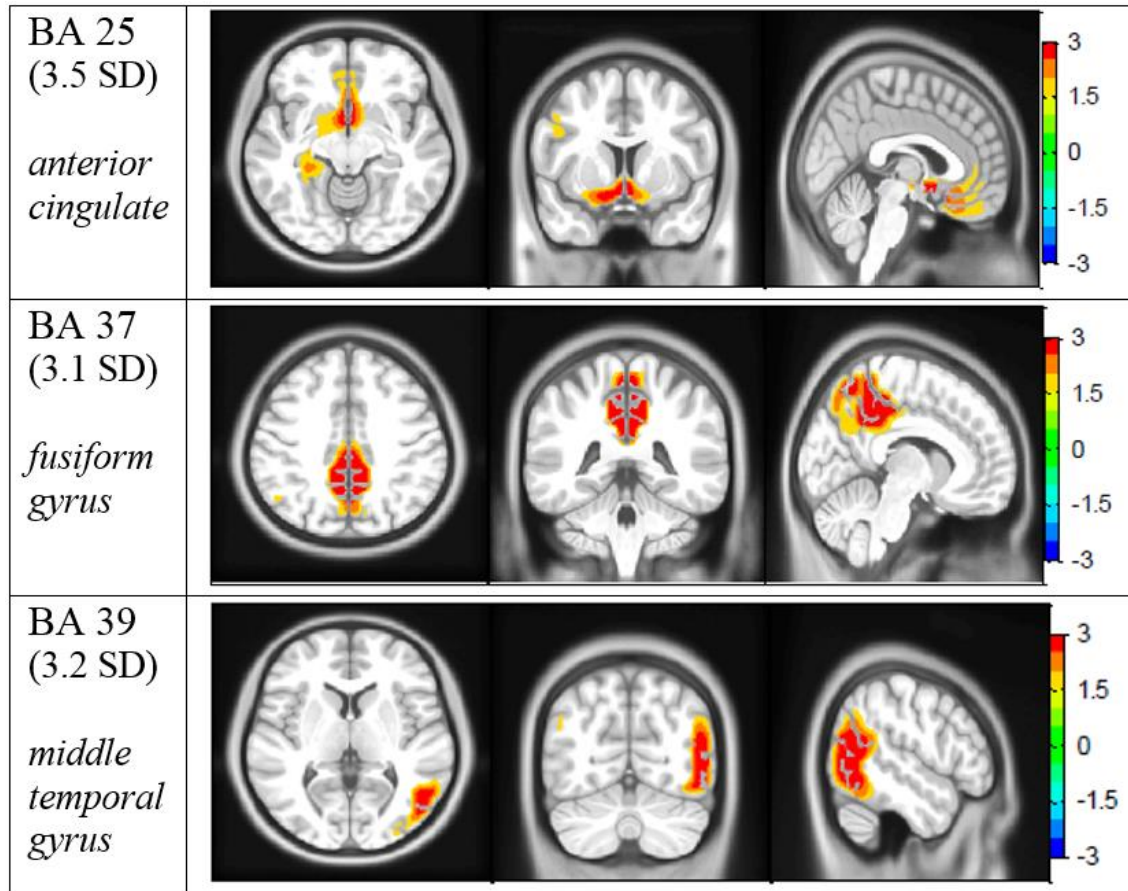 BA 25
(3.5 SD)
anterior
cingulate
3
1.5
0
-1.5
-3
BA 37
(3.1 SD)
fusiform
gyrus
3
1.5
0
-1.5
-3
BA 39
(3.2 SD)
middle
temporal
gyrus
3
1.5
0
-1.5
-3